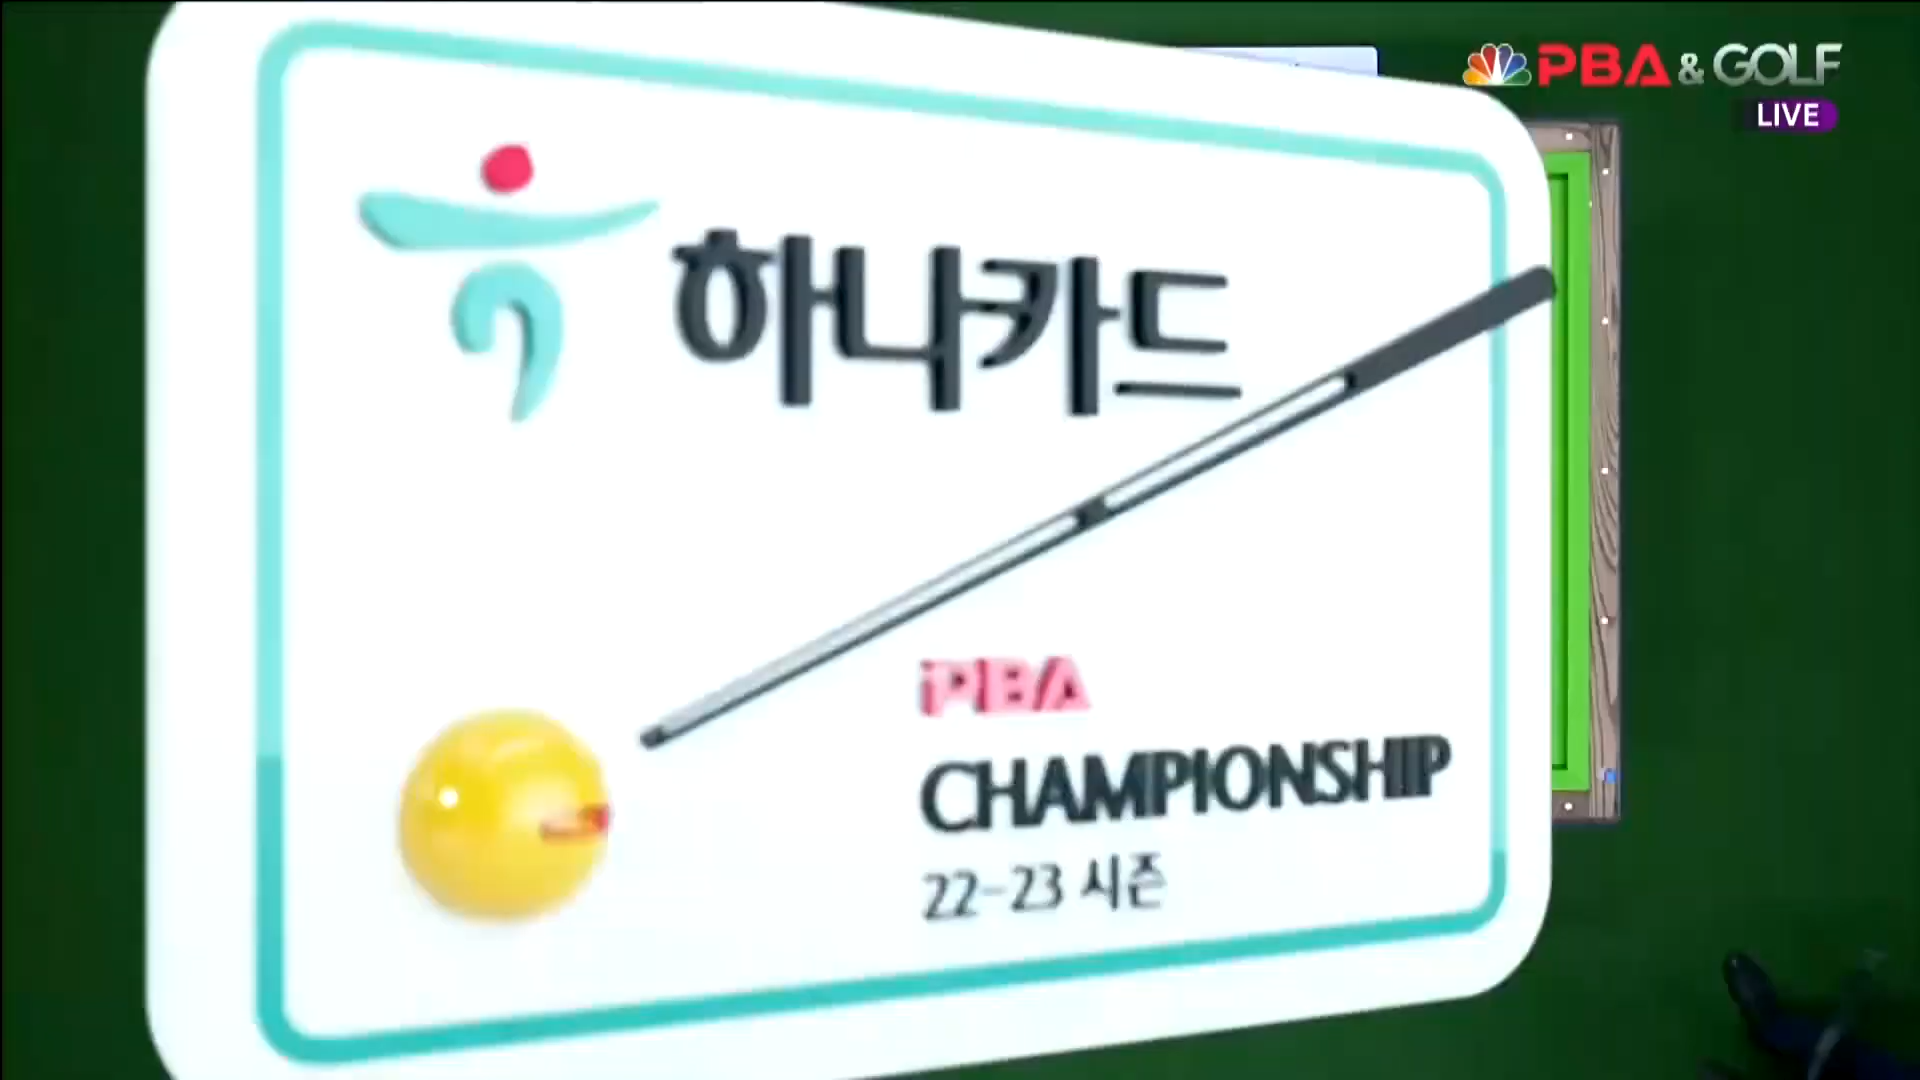 PBA & GOLF
LIVE
하나카드
PBA
CHAMPIONSHIP
22-23 시즌